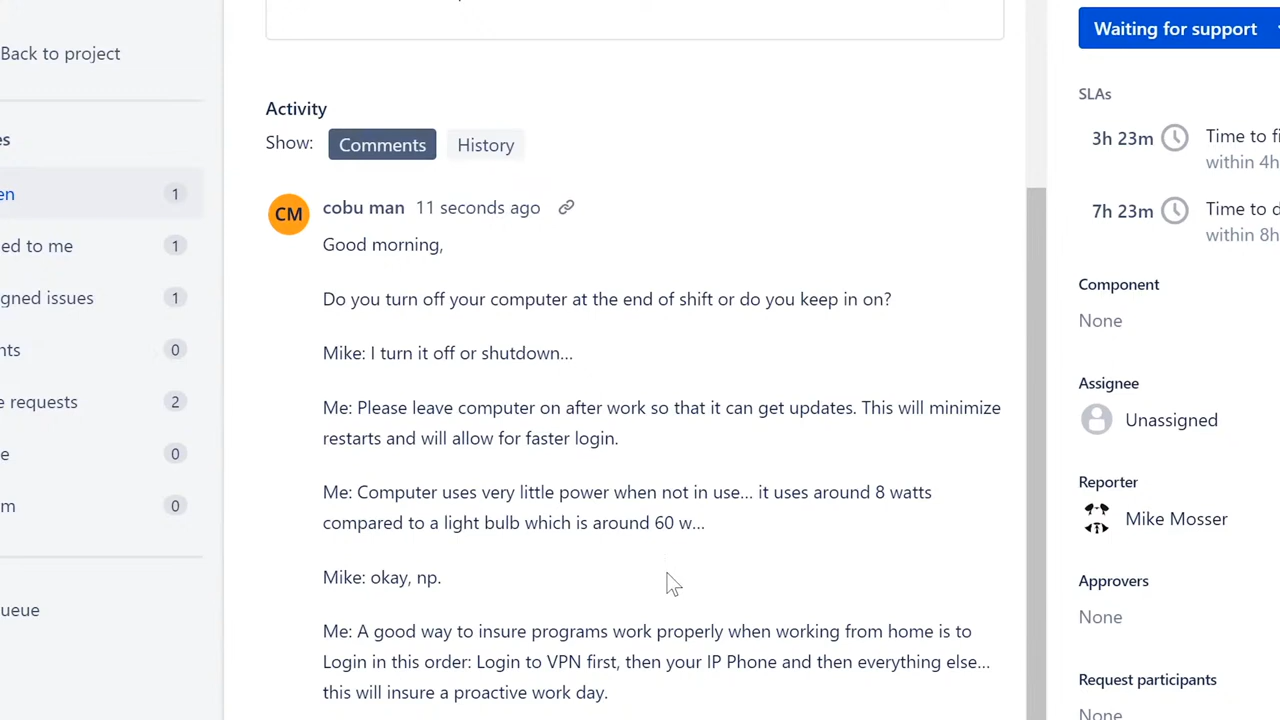 Back to project
Waiting for support
SLAs
Activity
3h 23m Time to fi
Show: Comments History
within 4h
es
en 1
cobu man 11 seconds ago
CM
7h 23m Time to d
within 8h
ed to me 1
Good morning,
gned issues 1
Do you turn off your computer at the end of shift or do you keep in on?
Component
None
nts 0
Mike: I turn it off or shutdown...
Assignee
e requests 2
Me: Please leave computer on after work so that it can get updates. This will minimize
restarts and will allow for faster login.
Unassigned
e 0
Me: Computer uses very little power when not in use... it uses around 8 watts
compared to a light bulb which is around 60 w...
Reporter
m 0
Mike Mosser
Mike: okay, np.
Approvers
None
ueue
Me: A good way to insure programs work properly when working from home is to
Login in this order: Login to VPN first, then your IP Phone and then everything else...
this will insure a proactive work day.
Request participants
None